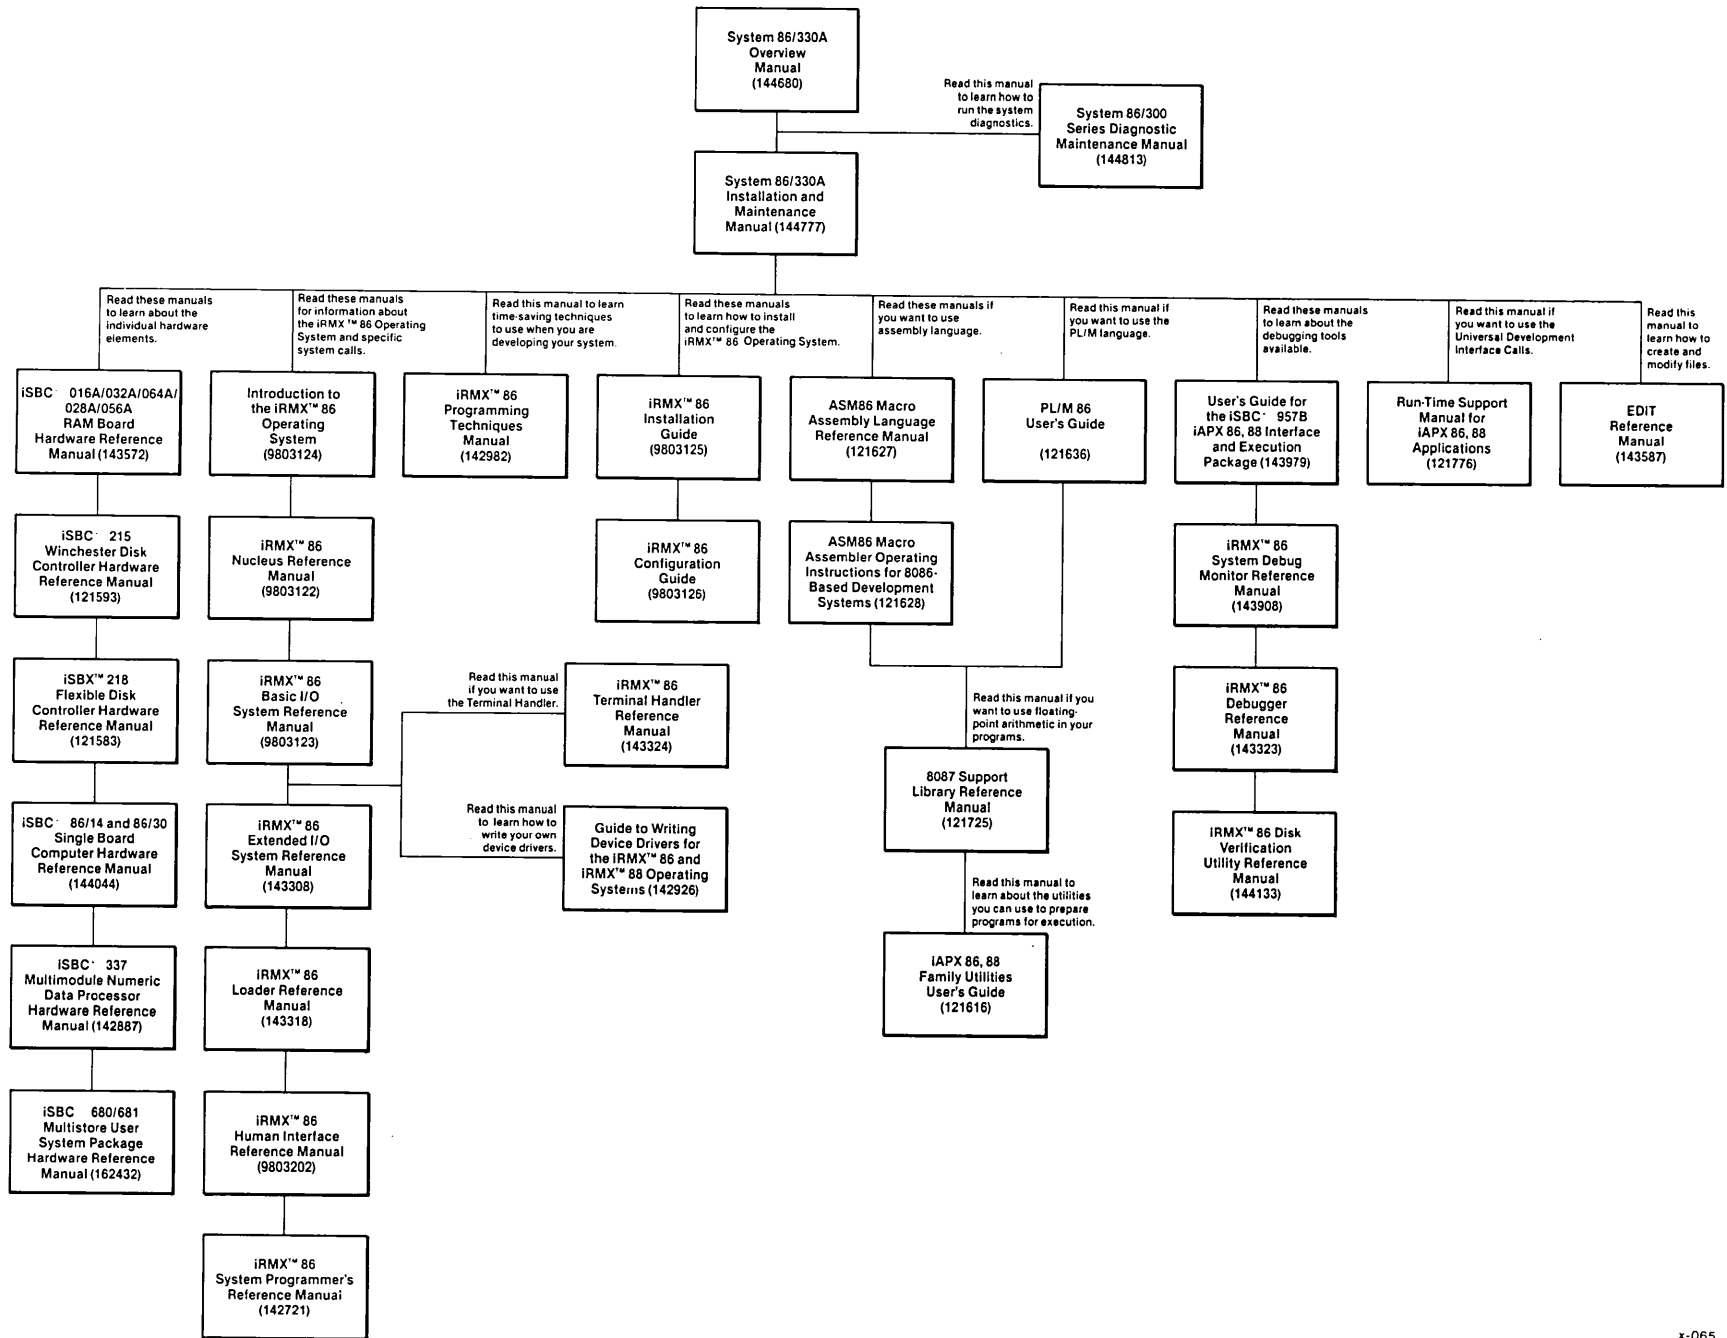 System 86/330A
Overview
Manual
(144680)
Read this manual
to learn how to
run the system
diagnostics.
System 86/300
Series Diagnostic
Maintenance Manual
(144813)
System 86/330A
Installation and
Maintenance
Manual (144777)
Read these manuals
to learn about the
individual hardware
elements.
Read these manuals
for information about
the iRMX™ 86 Operating
System and specific
system calls.
Read this manual to learn
time-saving techniques
to use when you are
developing your system.
Read these manuals
to learn how to install
and configure the
iRMX™ 86 Operating System.
Read these manuals if
you want to use
assembly language.
Read this manual if
you want to use the
PL/M language.
Read these manuals
to learn about the
debugging tools
available.
Read this manual if
you want to use the
Universal Development
Interface Calls.
Read this
manual to
learn how to
create and
modify files.
iSBC 016A/032A/064A/
028A/056A
RAM Board
Hardware Reference
Manual (143572)
Introduction to
the iRMX™ 86
Operating
System
(9803124)
iRMX™ 86
Programming
Techniques
Manual
(142982)
iRMX™ 86
Installation
Guide
(9803125)
ASM86 Macro
Assembly Language
Reference Manual
(121627)
PL/M 86
User's Guide
(121636)
User's Guide for
the iSBC 957B
iAPX 86, 88 Interface
and Execution
Package (143979)
Run-Time Support
Manual for
iAPX 86, 88
Applications
(121776)
EDIT
Reference
Manual
(143587)
iSBC 215
Winchester Disk
Controller Hardware
Reference Manual
(121593)
iRMX™ 86
Nucleus Reference
Manual
(9803122)
iRMX™ 86
Configuration
Guide
(9803126)
ASM86 Macro
Assembler Operating
Instructions for 8086-
Based Development
Systems (121628)
iRMX™ 86
System Debug
Monitor Reference
Manual
(143908)
iSBX™ 218
Flexible Disk
Controller Hardware
Reference Manual
(121583)
iRMX™ 86
Basic I/O
System Reference
Manual
(9803123)
Read this manual
if you want to use
the Terminal Handler.
iRMX™ 86
Terminal Handler
Reference
Manual
(143324)
Read this manual if you
want to use floating-
point arithmetic in your
programs.
iRMX™ 86
Debugger
Reference
Manual
(143323)
8087 Support
Library Reference
Manual
(121725)
iSBC 86/14 and 86/30
Single Board
Computer Hardware
Reference Manual
(144044)
iRMX™ 86
Extended I/O
System Reference
Manual
(143308)
Read this manual
to learn how to
write your own
device drivers.
Guide to Writing
Device Drivers for
the iRMX™ 86 and
iRMX™ 88 Operating
Systems (142926)
iRMX™ 86 Disk
Verification
Utility Reference
Manual
(144133)
Read this manual to
learn about the utilities
you can use to prepare
programs for execution.
iSBC 337
Multimodule Numeric
Data Processor
Hardware Reference
Manual (142887)
iRMX™ 86
Loader Reference
Manual
(143318)
iAPX 86, 88
Family Utilities
User's Guide
(121616)
iSBC 680/681
Multistore User
System Package
Hardware Reference
Manual (162432)
iRMX™ 86
Human Interface
Reference Manual
(9803202)
iRMX™ 86
System Programmer's
Reference Manual
(142721)
x-065